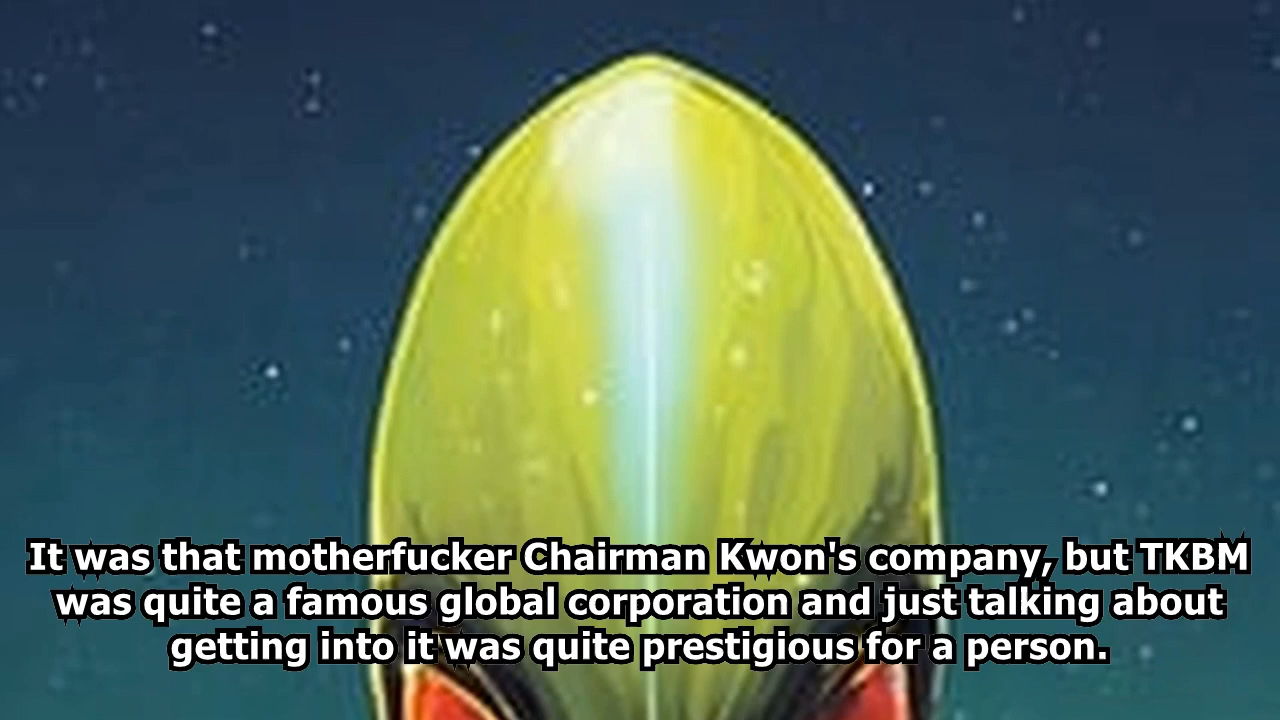 It was that motherfucker Chairman Kwon's company, but TKBM
was quite a famous global corporation and just talking about
getting into it was quite prestigious for a person.